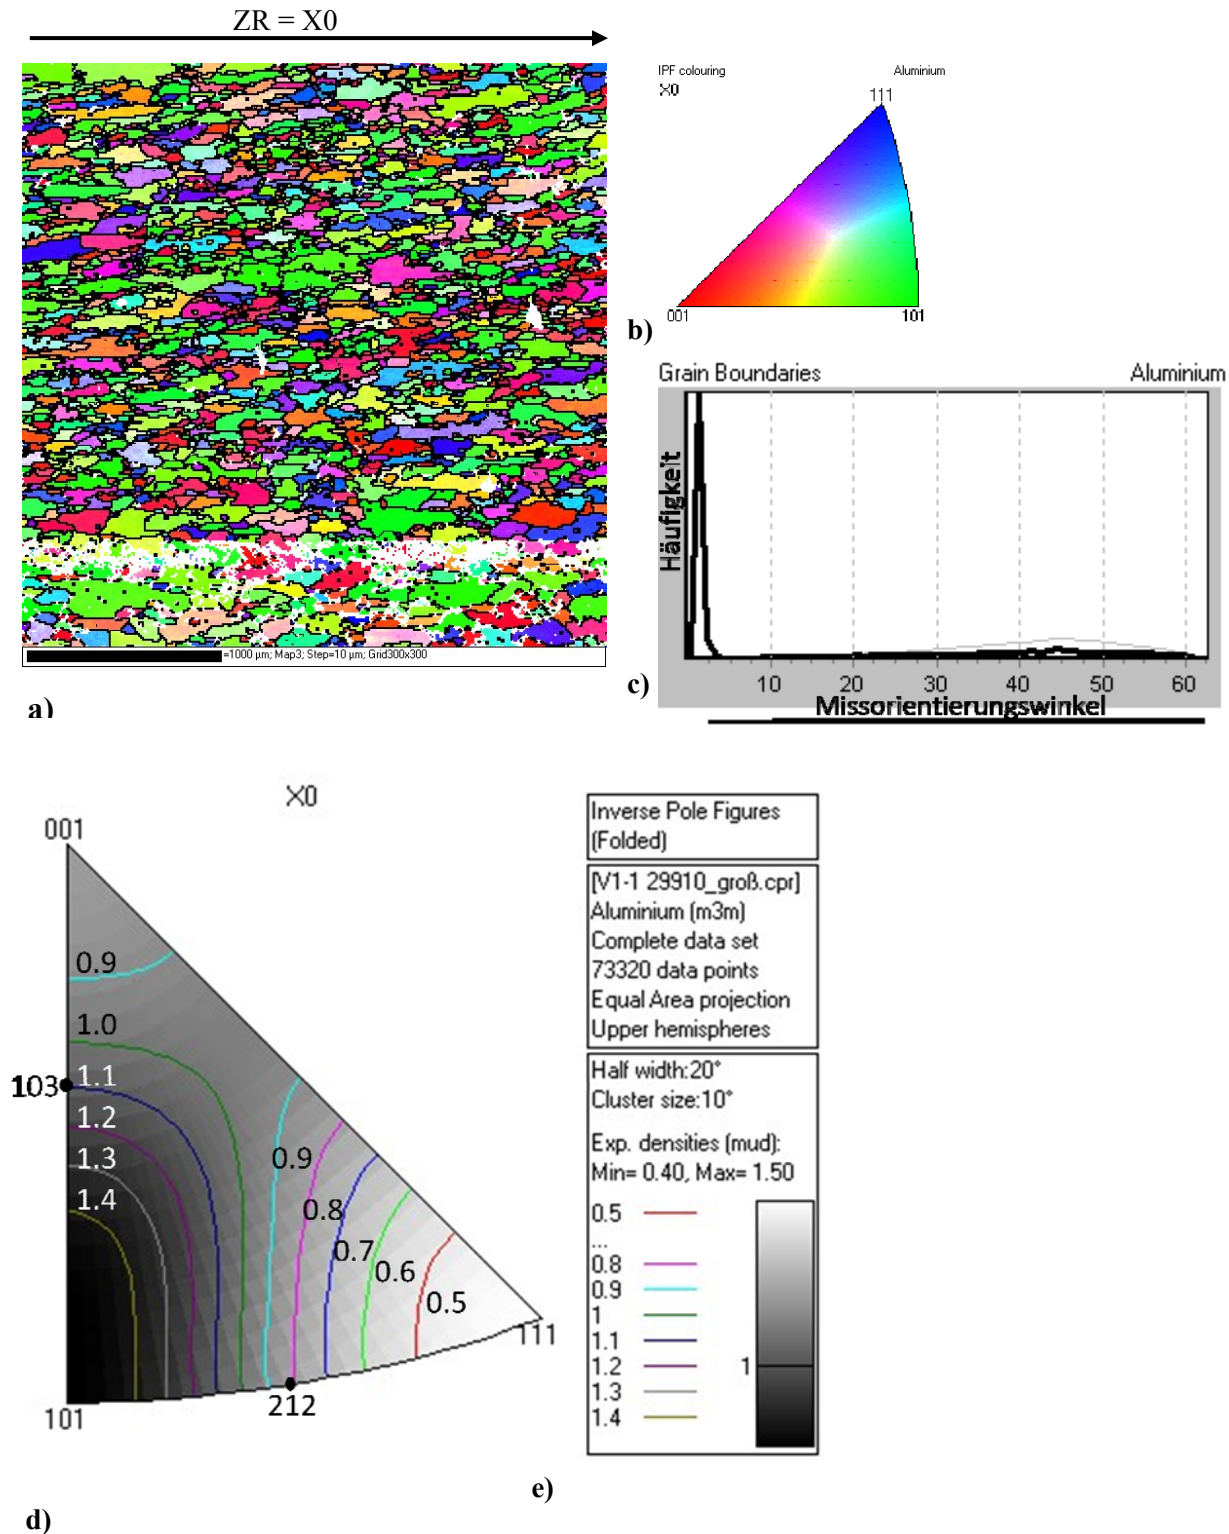 ZR = X0
IPF colouring
X0
Aluminium
111
001
101
b)
=1000 µm; Map3; Step=10 µm; Grid300x300
a)
Grain Boundaries
Aluminium
Häufigkeit
10 20 30 40 50 60
Missorientierungswinkel
c)
X0
001
0.9
1.0
103
1.1
1.2
1.3
1.4
0.9
0.8
0.7
0.6
0.5
111
212
101
d)
Inverse Pole Figures
(Folded)
[V1-1 29910_groß.cpr]
Aluminium (m3m)
Complete data set
73320 data points
Equal Area projection
Upper hemispheres
Half width:20°
Cluster size:10°
Exp. densities (mud):
Min= 0.40, Max= 1.50
0.5
...
0.8
0.9
1
1.1
1.2
1.3
1.4
1
e)